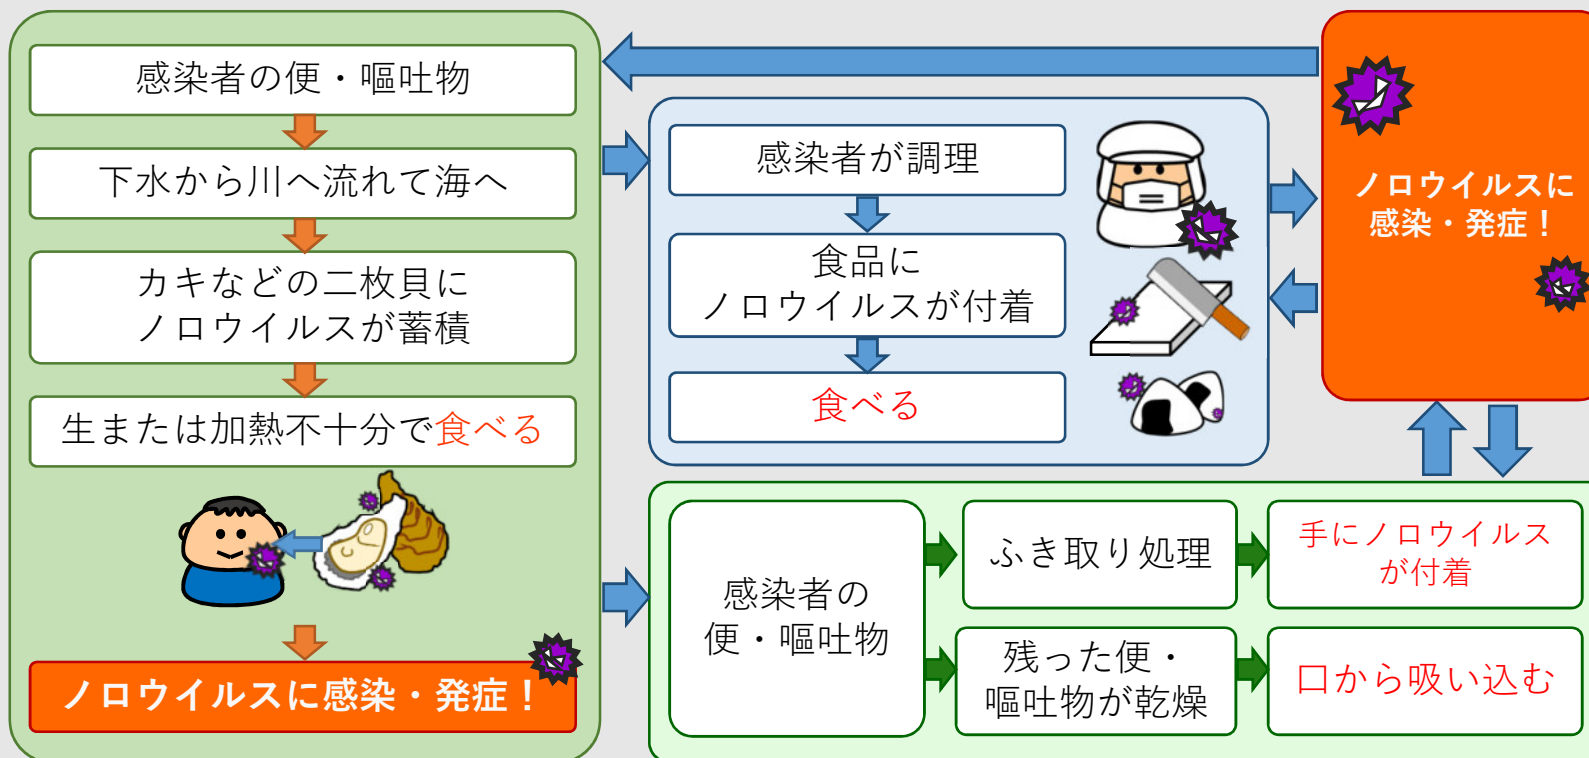 感染者の便・嘔吐物
下水から川へ流れて海へ
カキなどの二枚貝に
ノロウイルスが蓄積
生または加熱不十分で食べる
ノロウイルスに感染・発症！
感染者が調理
食品に
ノロウイルスが付着
食べる
ノロウイルスに
感染・発症！
感染者の
便・嘔吐物
ふき取り処理
手にノロウイルス
が付着
残った便・
嘔吐物が乾燥
口から吸い込む